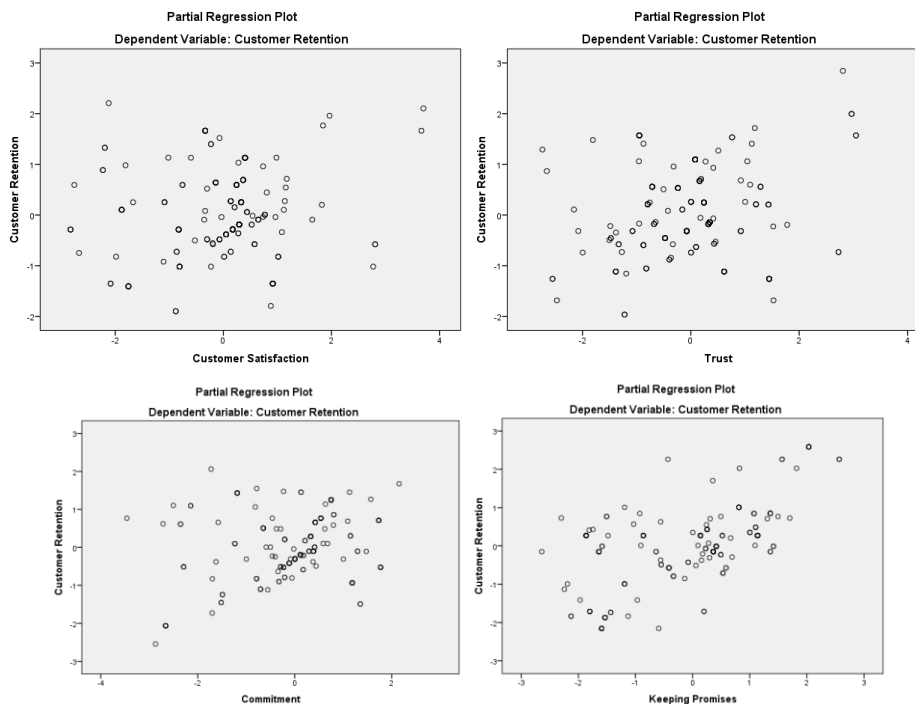 Partial Regression Plot
Dependent Variable: Customer Retention
3
2
1
0
-1
-2
Customer Retention
-2
0
2
4
Customer Satisfaction
Partial Regression Plot
Dependent Variable: Customer Retention
3
2
1
0
-1
-2
Customer Retention
-2
0
2
4
Trust
Partial Regression Plot
Dependent Variable: Customer Retention
3
2
1
0
-1
-2
-3
Customer Retention
-4
-2
0
2
Commitment
Partial Regression Plot
Dependent Variable: Customer Retention
3
2
1
0
-1
-2
-3
Customer Retention
-3
-2
-1
0
1
2
3
Keeping Promises